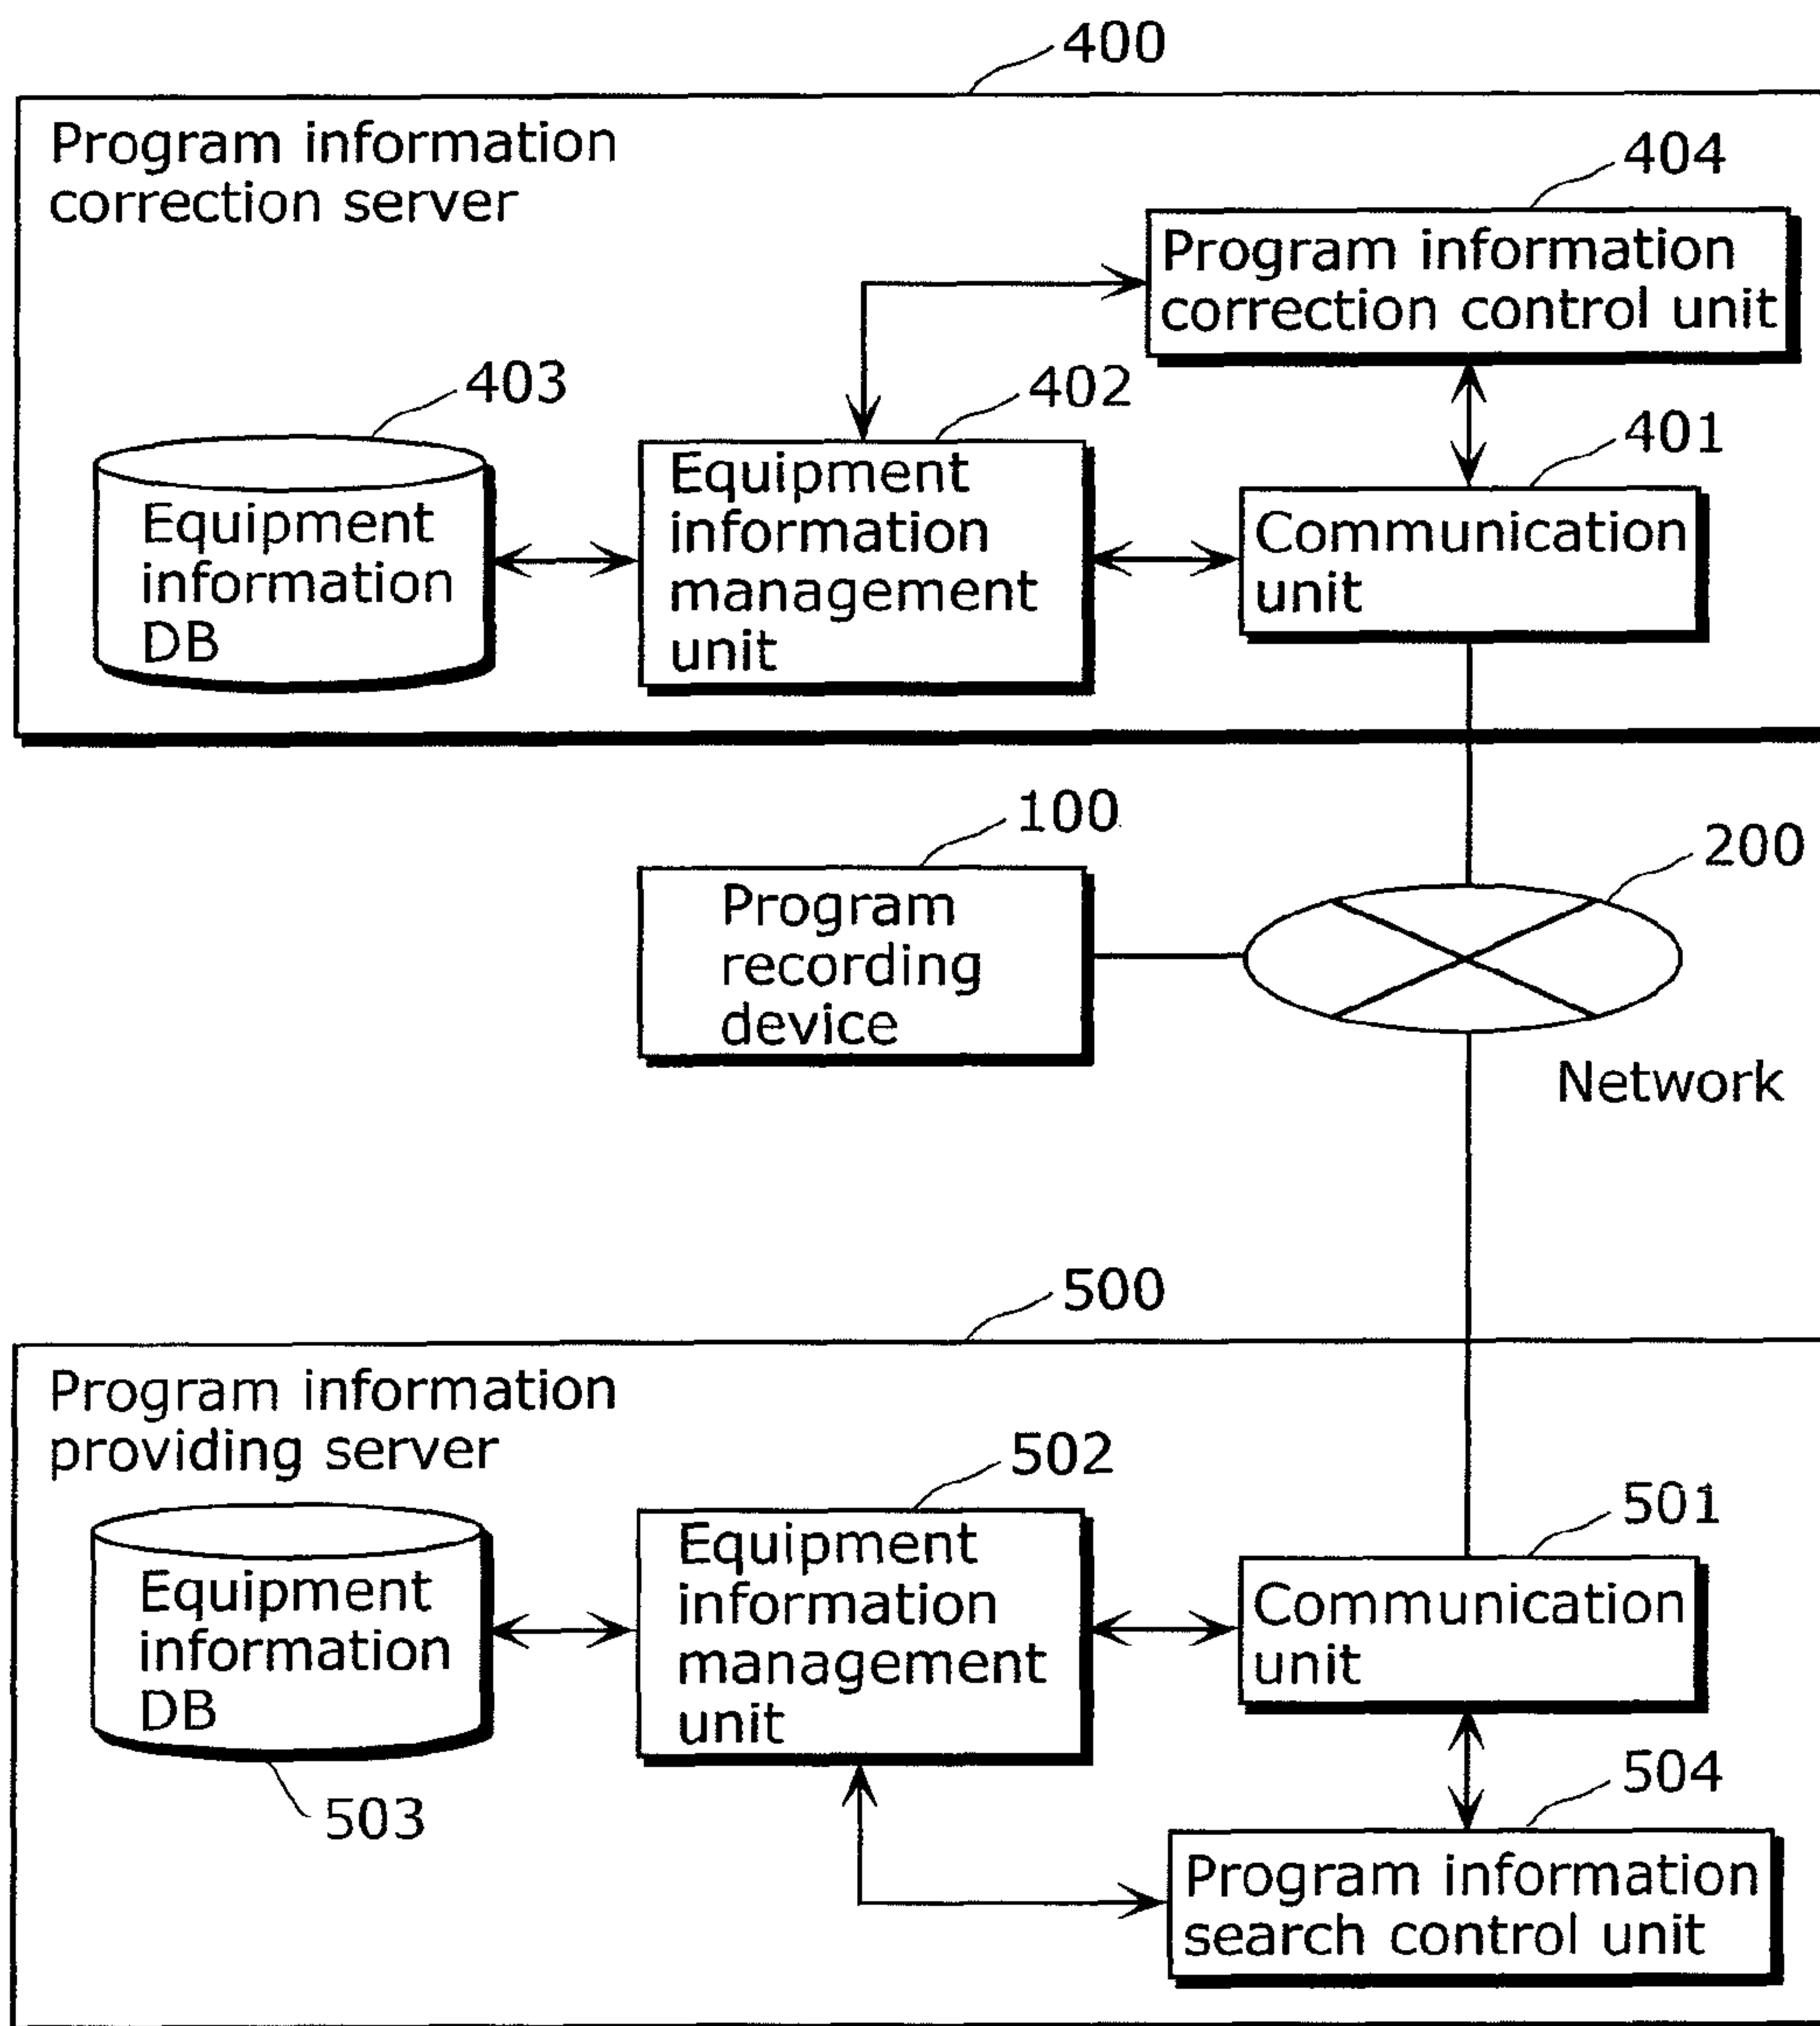 400
Program information
correction server
404
Program information
correction control unit
403
402
401
Equipment
information
DB
Equipment
information
management
unit
Communication
unit
100
200
Program
recording
device
Network
500
Program information
providing server
502
501
Equipment
information
DB
Equipment
information
management
unit
Communication
unit
503
504
Program information
search control unit